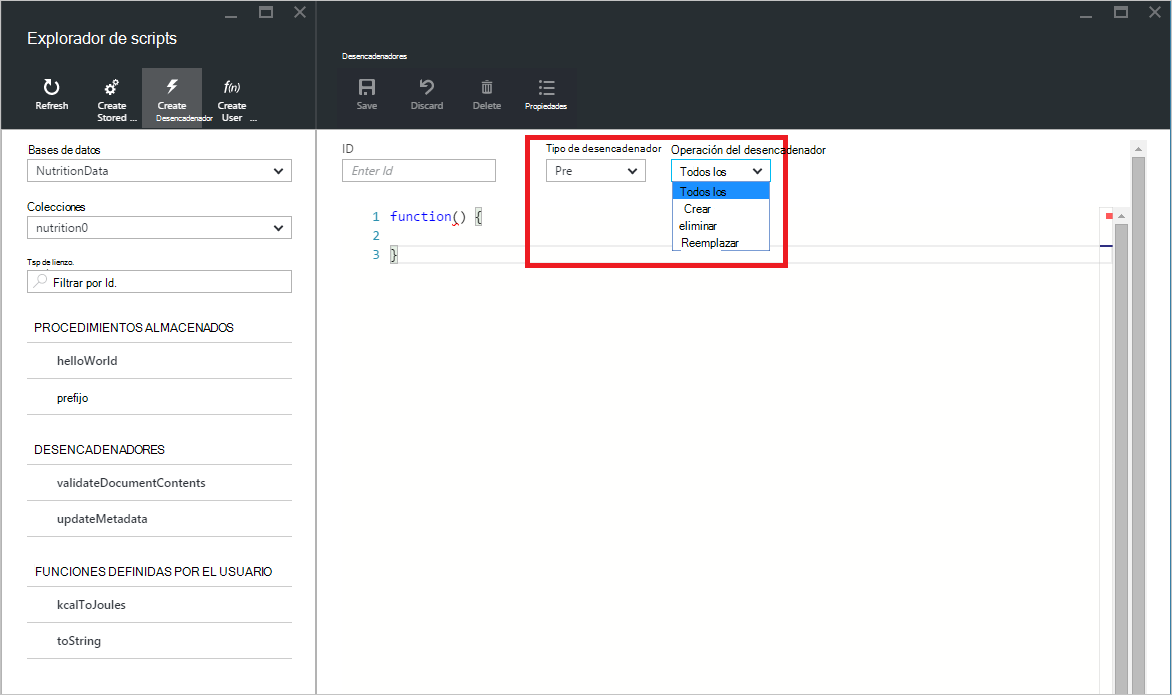 Explorador de scripts
Refresh
Create
Stored ...
Create
Desencadenador
Create
User ...
Bases de datos
NutritionData
Colecciones
nutrition0
Tsp de lienzo.
Filtrar por Id.
PROCEDIMIENTOS ALMACENADOS
helloWorld
prefijo
DESENCADENADORES
validateDocumentContents
updateMetadata
FUNCIONES DEFINIDAS POR EL USUARIO
kcalToJoules
toString
Desencadenadores
Save
Discard
Delete
Propiedades
ID
Enter Id
Tipo de desencadenador
Pre
Operación del desencadenador
Todos los
Todos los
Crear
eliminar
Reemplazar
1 function() {
2
3 }